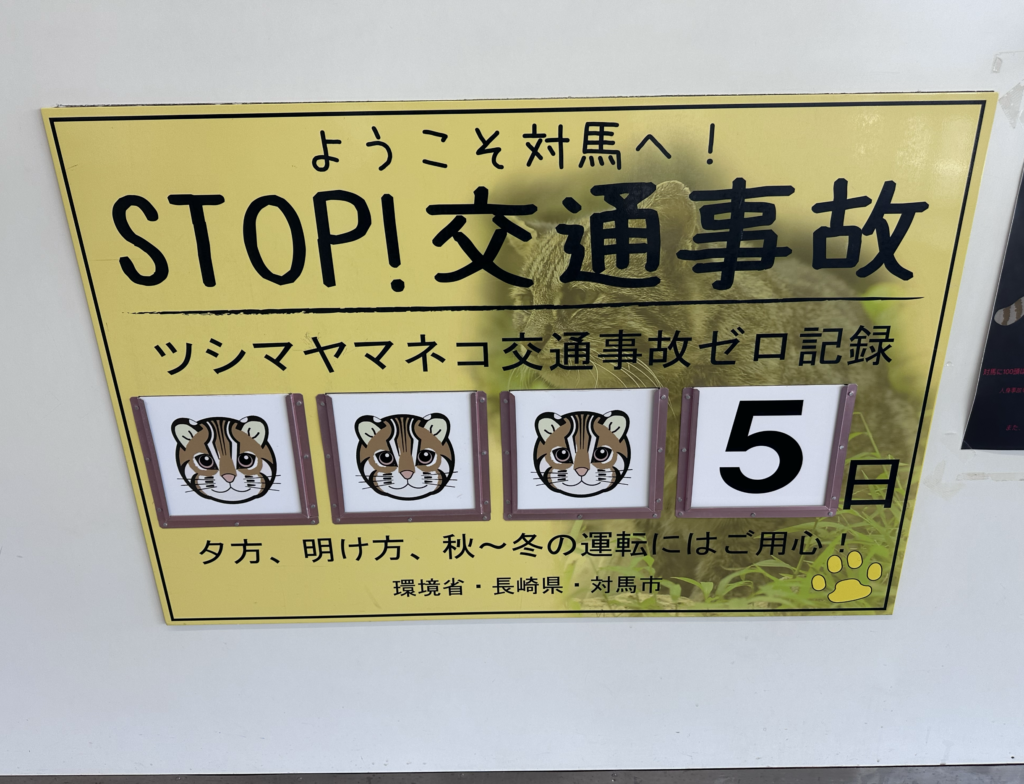 ようこそ対馬へ！
STOP!交通事故
ツシマヤマネコ交通事故ゼロ記録
5日
夕方、明け方、秋～冬の運転にはご用心！
環境省・長崎県・対馬市